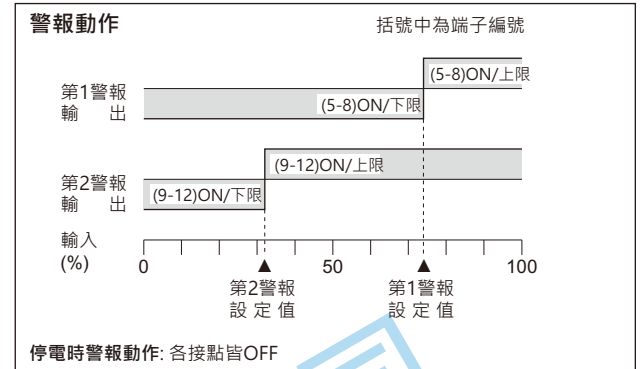 警報動作
括號中為端子編號
(5-8)ON/上限
第1警報
輸 出
(5-8)ON/下限
(9-12)ON/上限
第2警報
輸 出
(9-12)ON/下限
輸入
(%)
0 50 100
第2警報
設定值
第1警報
設定值
停電時警報動作: 各接點皆OFF